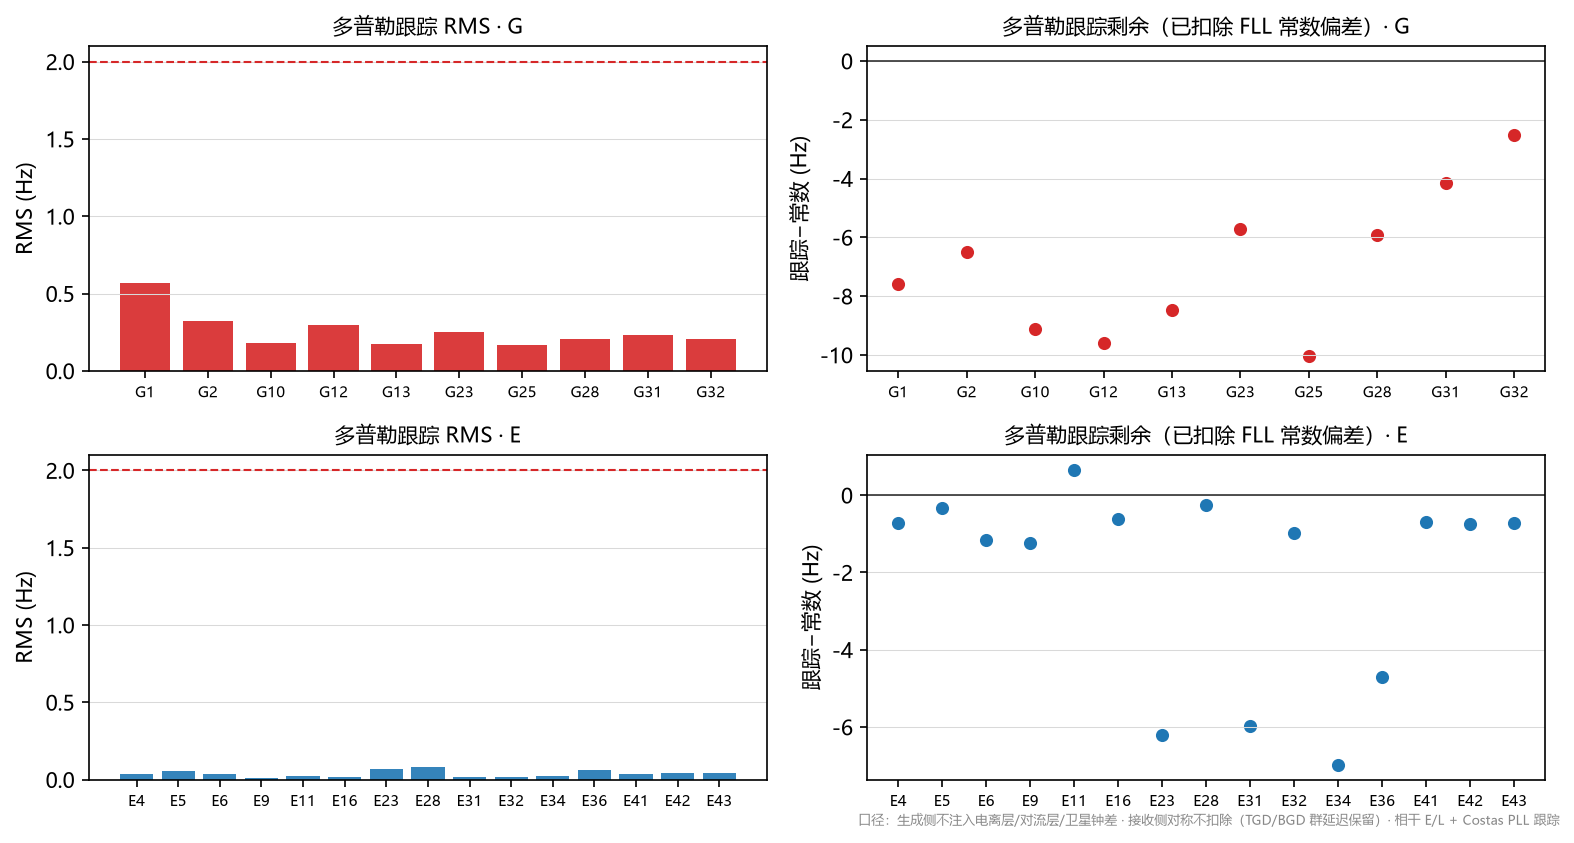 多普勒跟踪 RMS · G
RMS (Hz)
2.0
1.5
1.0
0.5
0.0
G1 G2 G10 G12 G13 G23 G25 G28 G31 G32
多普勒跟踪剩余（已扣除 FLL 常数偏差）· G
跟踪−常数 (Hz)
0
-2
-4
-6
-8
-10
G1 G2 G10 G12 G13 G23 G25 G28 G31 G32
多普勒跟踪 RMS · E
RMS (Hz)
2.0
1.5
1.0
0.5
0.0
E4 E5 E6 E9 E11 E16 E23 E28 E31 E32 E34 E36 E41 E42 E43
多普勒跟踪剩余（已扣除 FLL 常数偏差）· E
跟踪−常数 (Hz)
0
-2
-4
-6
E4 E5 E6 E9 E11 E16 E23 E28 E31 E32 E34 E36 E41 E42 E43
口径：生成侧不注入电离层/对流层/卫星钟差 · 接收侧对称不扣除（TGD/BGD 群延迟保留）· 相干 E/L + Costas PLL 跟踪